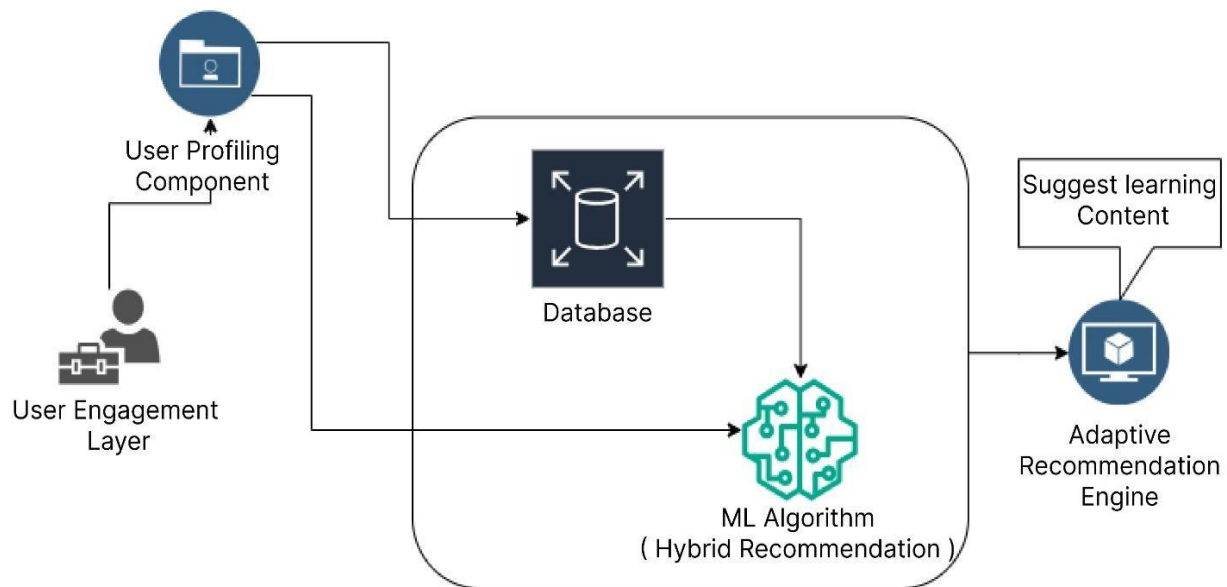 User Profiling
Component
Suggest learning
Content
Database
User Engagement
Layer
Adaptive
Recommendation
Engine
ML Algorithm
( Hybrid Recommendation )